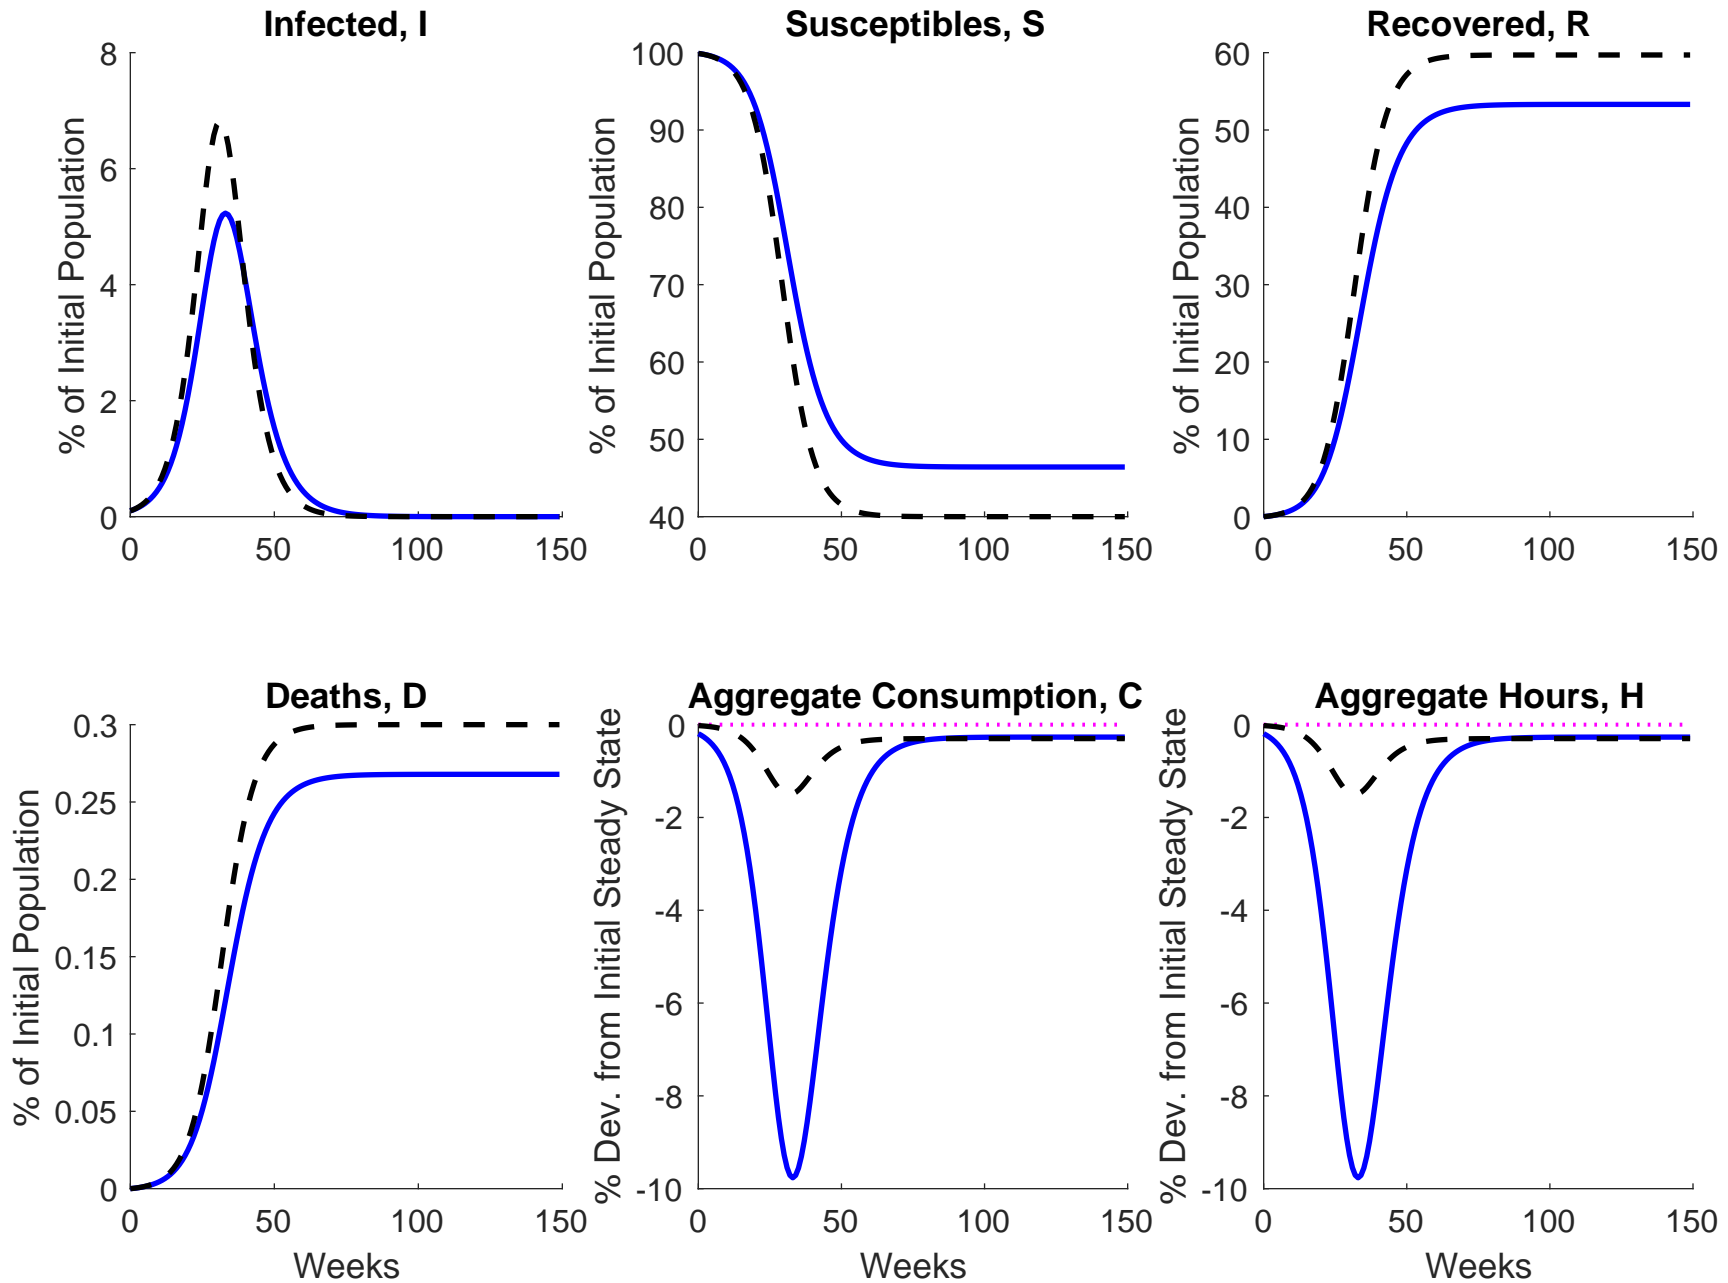 Infected, I
% of Initial Population
8
6
4
2
0
0 50 100 150
Susceptibles, S
% of Initial Population
100
90
80
70
60
50
40
0 50 100 150
Recovered, R
% of Initial Population
60
50
40
30
20
10
0
0 50 100 150
Deaths, D
% of Initial Population
0.3
0.25
0.2
0.15
0.1
0.05
0
0 50 100 150
Weeks
Aggregate Consumption, C
% Dev. from Initial Steady State
0
-2
-4
-6
-8
-10
0 50 100 150
Weeks
Aggregate Hours, H
% Dev. from Initial Steady State
0
-2
-4
-6
-8
-10
0 50 100 150
Weeks